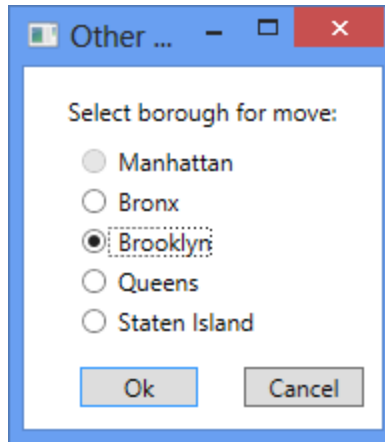 Other ...
Select borough for move:
Manhattan
Bronx
Brooklyn
Queens
Staten Island
Ok Cancel